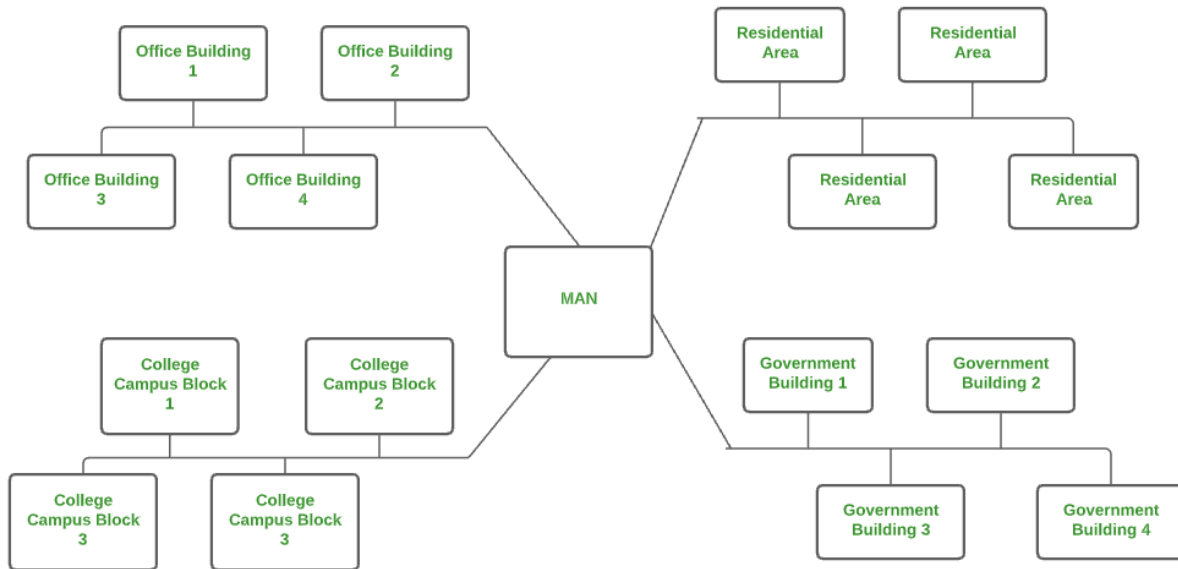 Office Building
1
Office Building
2
Office Building
3
Office Building
4
Residential
Area
Residential
Area
Residential
Area
Residential
Area
MAN
College
Campus Block
1
College
Campus Block
2
College
Campus Block
3
College
Campus Block
3
Government
Building 1
Government
Building 2
Government
Building 3
Government
Building 4